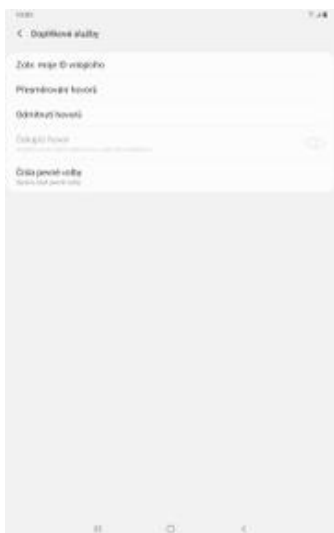 Doplňkové služby
Zobr. moje ID volajícího
Přesměrování hovorů
Odmítnutí hovorů
Čekající hovor
Čísla pevné volby